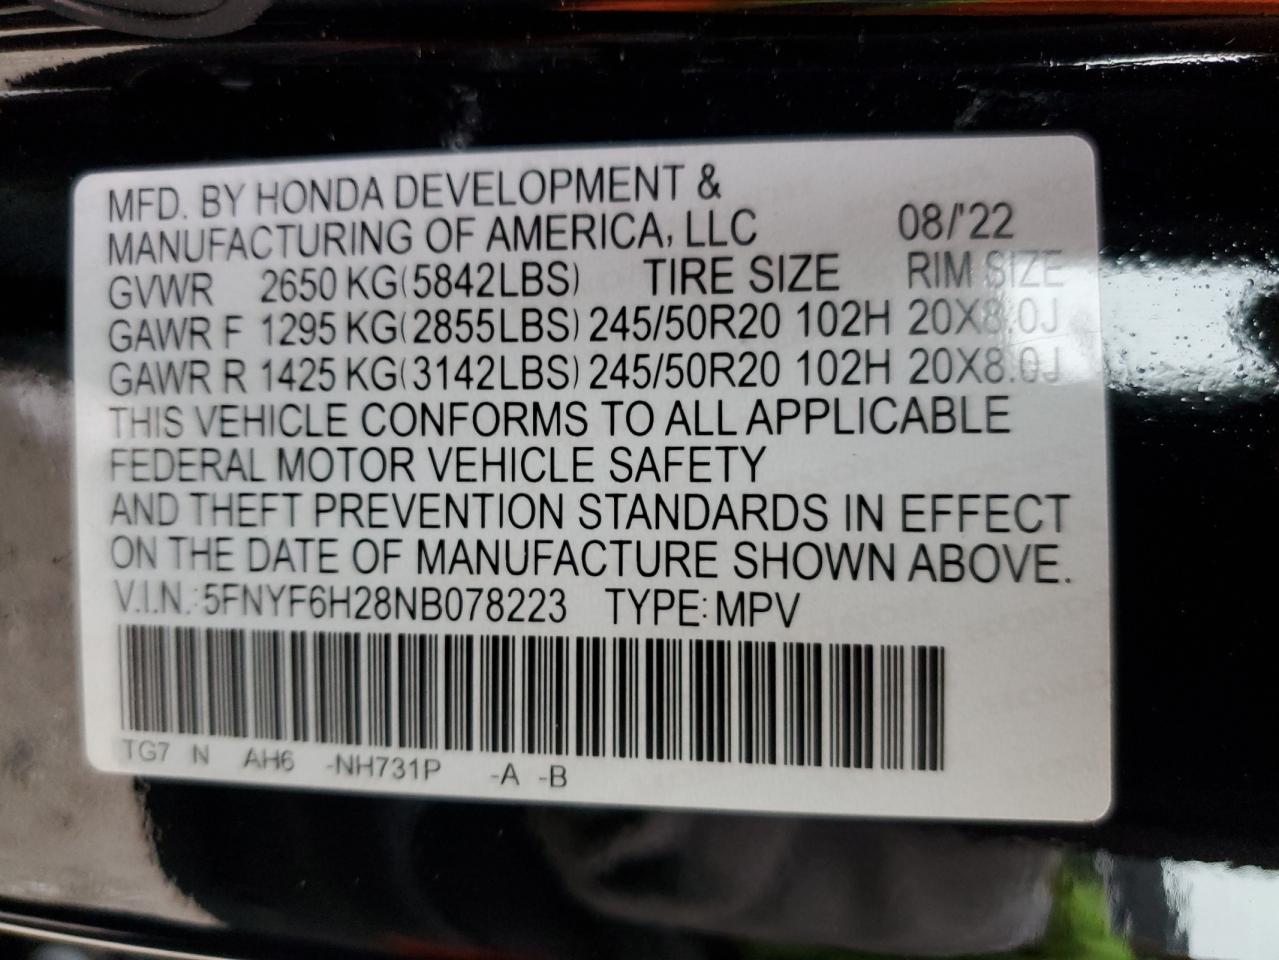 MFD. BY HONDA DEVELOPMENT &
MANUFACTURING OF AMERICA, LLC 08/'22
GVWR 2650 KG(5842LBS) TIRE SIZE RIM SIZE
GAWR F 1295 KG(2855LBS) 245/50R20 102H 20X8.0J
GAWR R 1425 KG(3142LBS) 245/50R20 102H 20X8.0J
THIS VEHICLE CONFORMS TO ALL APPLICABLE
FEDERAL MOTOR VEHICLE SAFETY
AND THEFT PREVENTION STANDARDS IN EFFECT
ON THE DATE OF MANUFACTURE SHOWN ABOVE.
V.I.N.: 5FNYF6H28NB078223 TYPE: MPV
TG7 N AH6 -NH731P -A -B